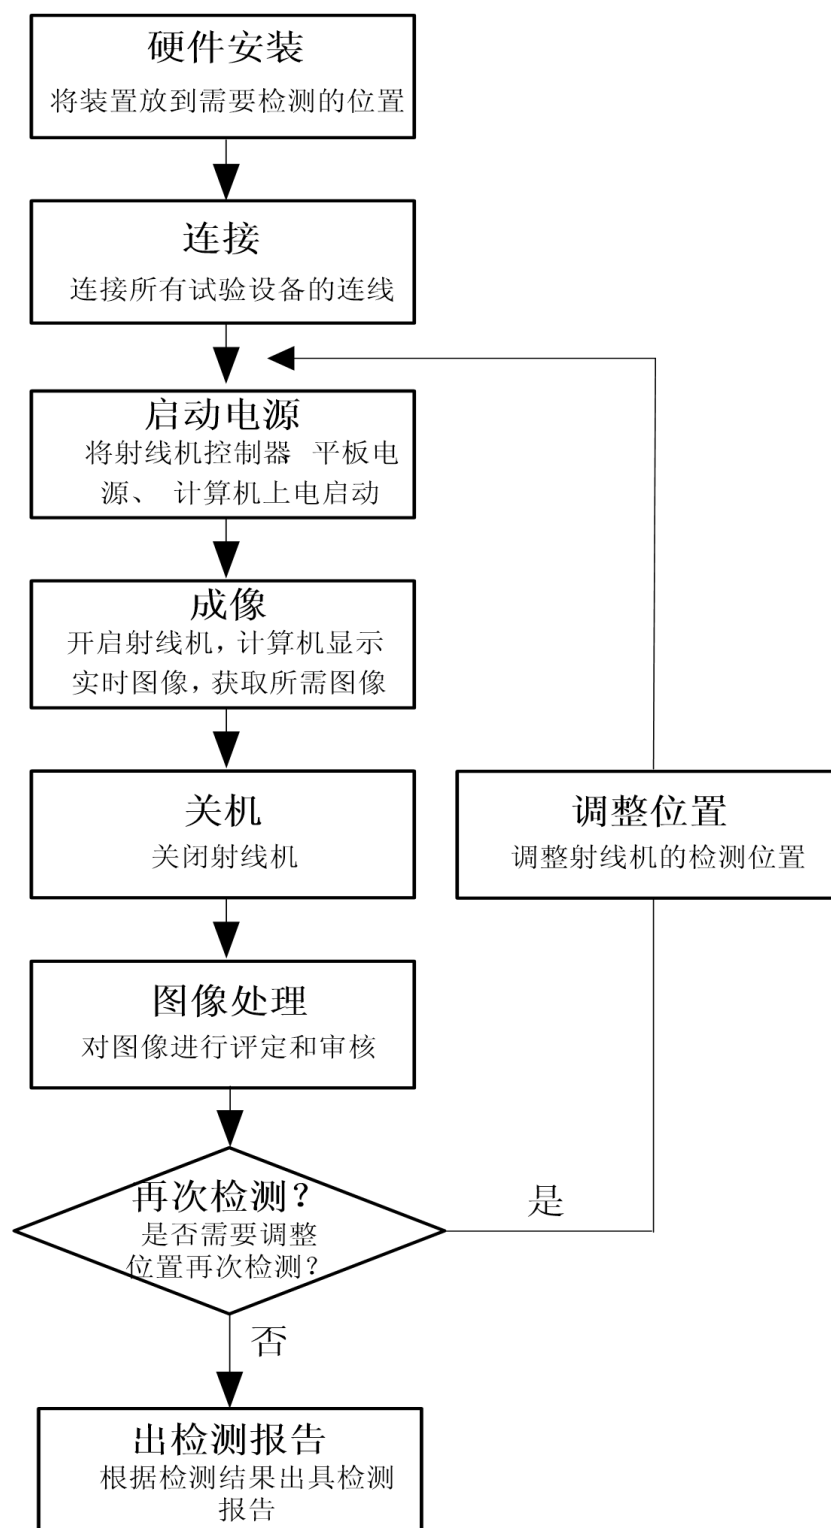 硬件安装
将装置放到需要检测的位置
连接
连接所有试验设备的连线
启动电源
将射线机控制器 平板电
源、 计算机上电启动
成像
开启射线机,计算机显示
实时图像,获取所需图像
关机
关闭射线机
调整位置
调整射线机的检测位置
图像处理
对图像进行评定和审核
再次检测?
是否需要调整
位置再次检测?
是
否
出检测报告
根据检测结果出具检测
报告